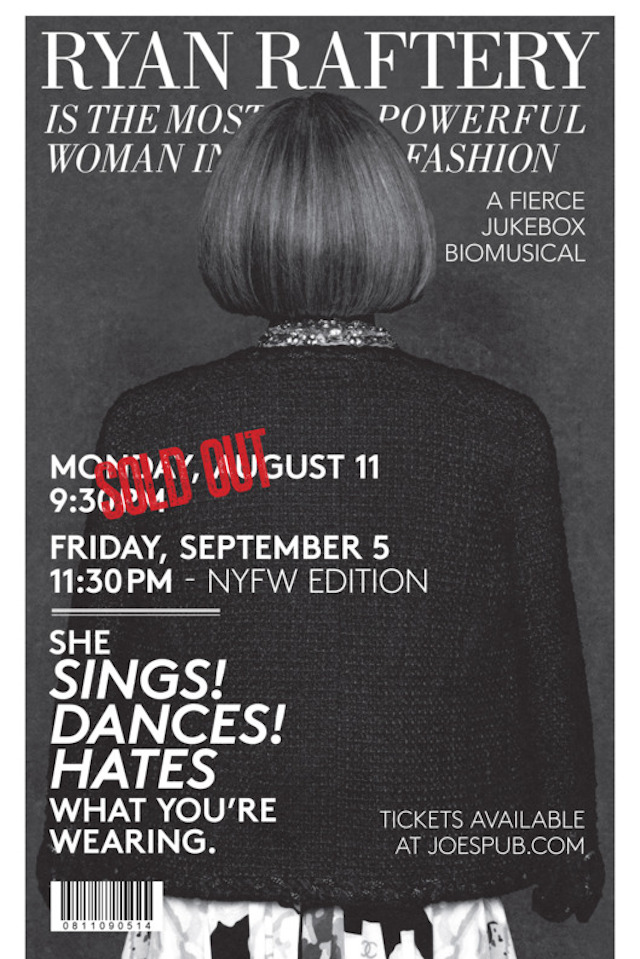 RYAN RAFTERY
IS THE MOST POWERFUL
WOMAN IN FASHION
A FIERCE
JUKEBOX
BIOMUSICAL
MONDAY, AUGUST 11
9:30PM
SOLD OUT
FRIDAY, SEPTEMBER 5
11:30PM - NYFW EDITION
SHE
SINGS!
DANCES!
HATES
WHAT YOU'RE
WEARING.
TICKETS AVAILABLE
AT JOESPUB.COM
0811090514